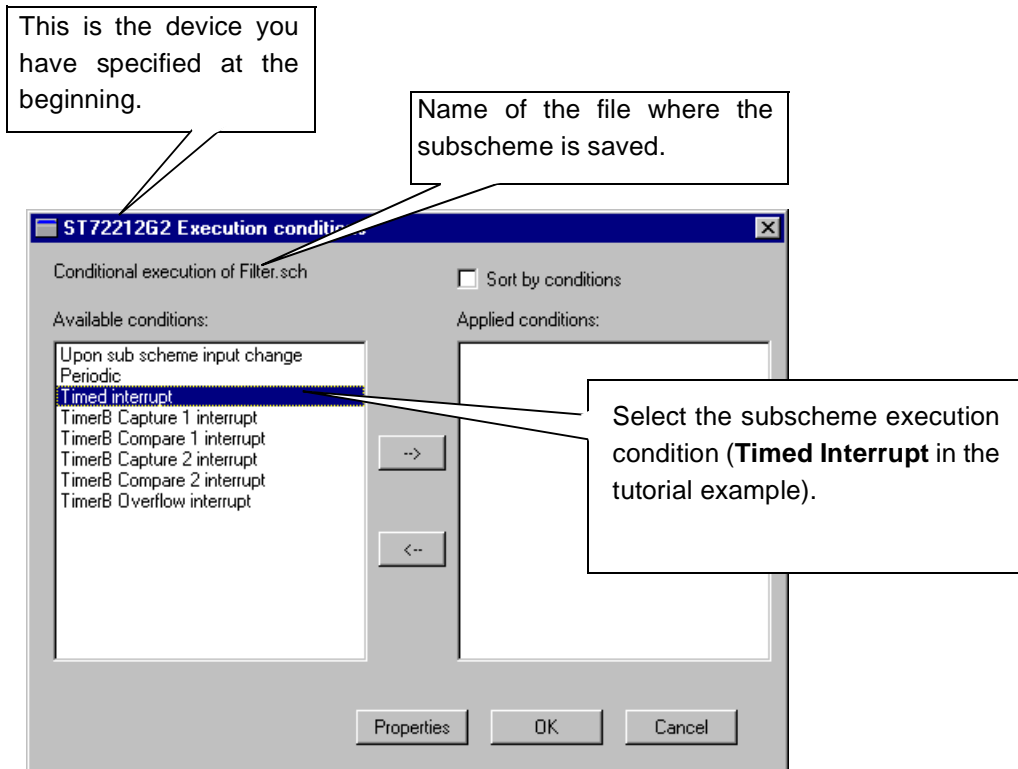 This is the device you
have specified at the
beginning.
Name of the file where the
subscheme is saved.
ST72212G2 Execution conditions
Conditional execution of Filter.sch
Sort by conditions
Available conditions:
Applied conditions:
Upon sub scheme input change
Periodic
Timed interrupt
TimerB Capture 1 interrupt
TimerB Compare 1 interrupt
TimerB Capture 2 interrupt
TimerB Compare 2 interrupt
TimerB Overflow interrupt
-->
<--
Select the subscheme execution
condition (Timed Interrupt in the
tutorial example).
Properties
OK
Cancel